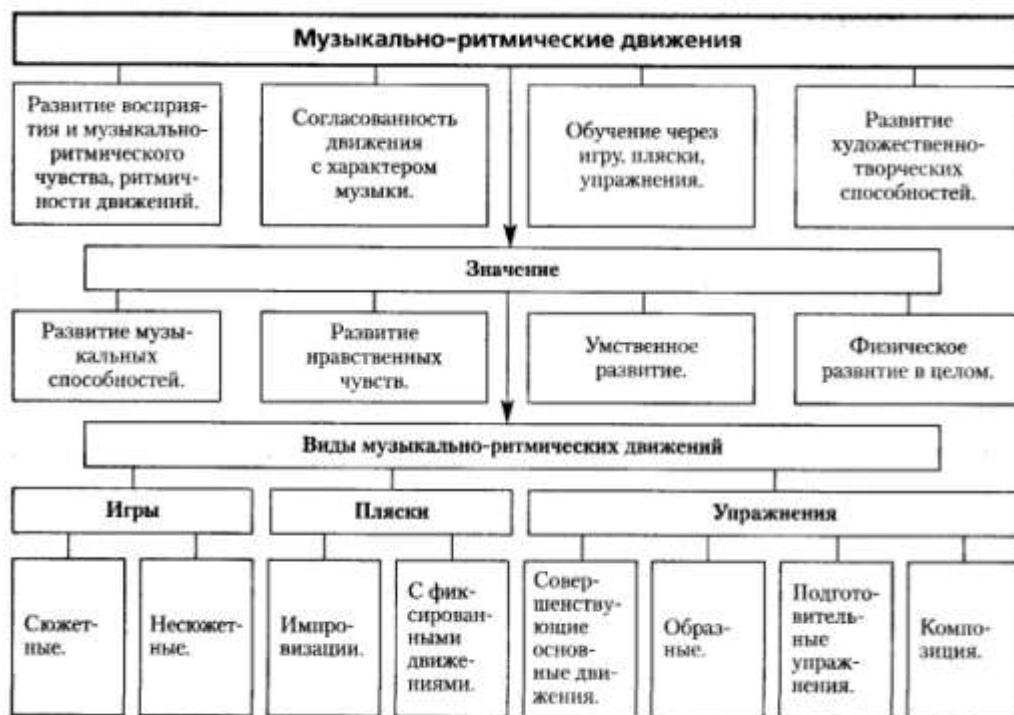 Музыкально-ритмические движения
Развитие восприя-
тия и музыкально-
ритмического
чувства, ритмич-
ности движений.
Согласованность
движения
с характером
музыки.
Обучение через
игру, пляски,
упражнения.
Развитие
художественно-
творческих
способностей.
Значение
Развитие музы-
кальных
способностей.
Развитие
нравственных
чувств.
Умственное
развитие.
Физическое
развитие в целом.
Виды музыкально-ритмических движений
Игры
Пляски
Упражнения
Сюжет-
ные.
Несюжет-
ные.
Импро-
визации.
С фик-
сирован-
ными
движе-
ниями.
Совер-
шенству-
ющие
основ-
ные дви-
жения.
Образ-
ные.
Подгото-
витель-
ные
упраж-
нения.
Компо-
зиция.